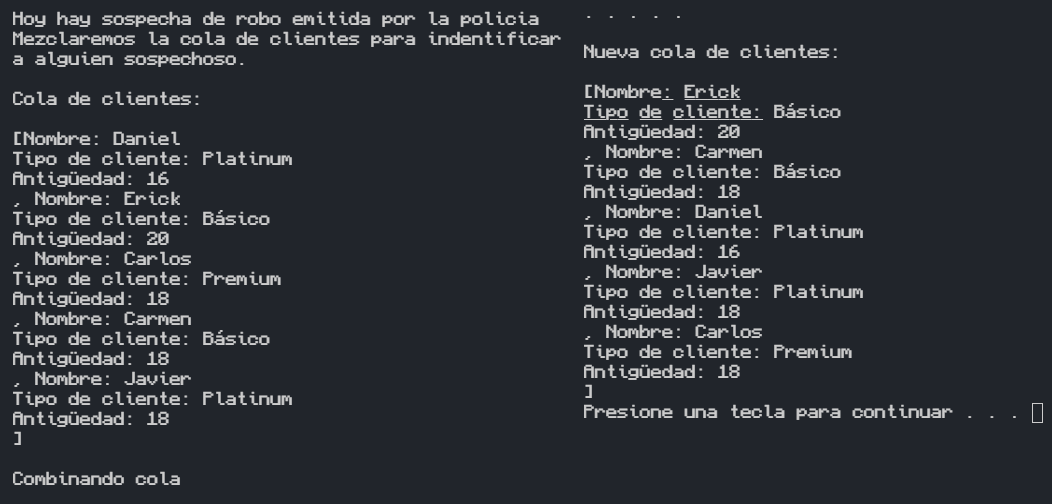 Hoy hay sospecha de robo emitida por la policia
Mezclaremos la cola de clientes para indentificar
a alguien sospechoso.
Cola de clientes:
[Nombre: Daniel
Tipo de cliente: Platinum
Antigüedad: 16
, Nombre: Erick
Tipo de cliente: Básico
Antigüedad: 20
, Nombre: Carlos
Tipo de cliente: Premium
Antigüedad: 18
, Nombre: Carmen
Tipo de cliente: Básico
Antigüedad: 18
, Nombre: Javier
Tipo de cliente: Platinum
Antigüedad: 18
]
Combinando cola
. . . . .
Nueva cola de clientes:
[Nombre: Erick
Tipo de cliente: Básico
Antigüedad: 20
, Nombre: Carmen
Tipo de cliente: Básico
Antigüedad: 18
, Nombre: Daniel
Tipo de cliente: Platinum
Antigüedad: 16
, Nombre: Javier
Tipo de cliente: Platinum
Antigüedad: 18
, Nombre: Carlos
Tipo de cliente: Premium
Antigüedad: 18
]
Presione una tecla para continuar . . .